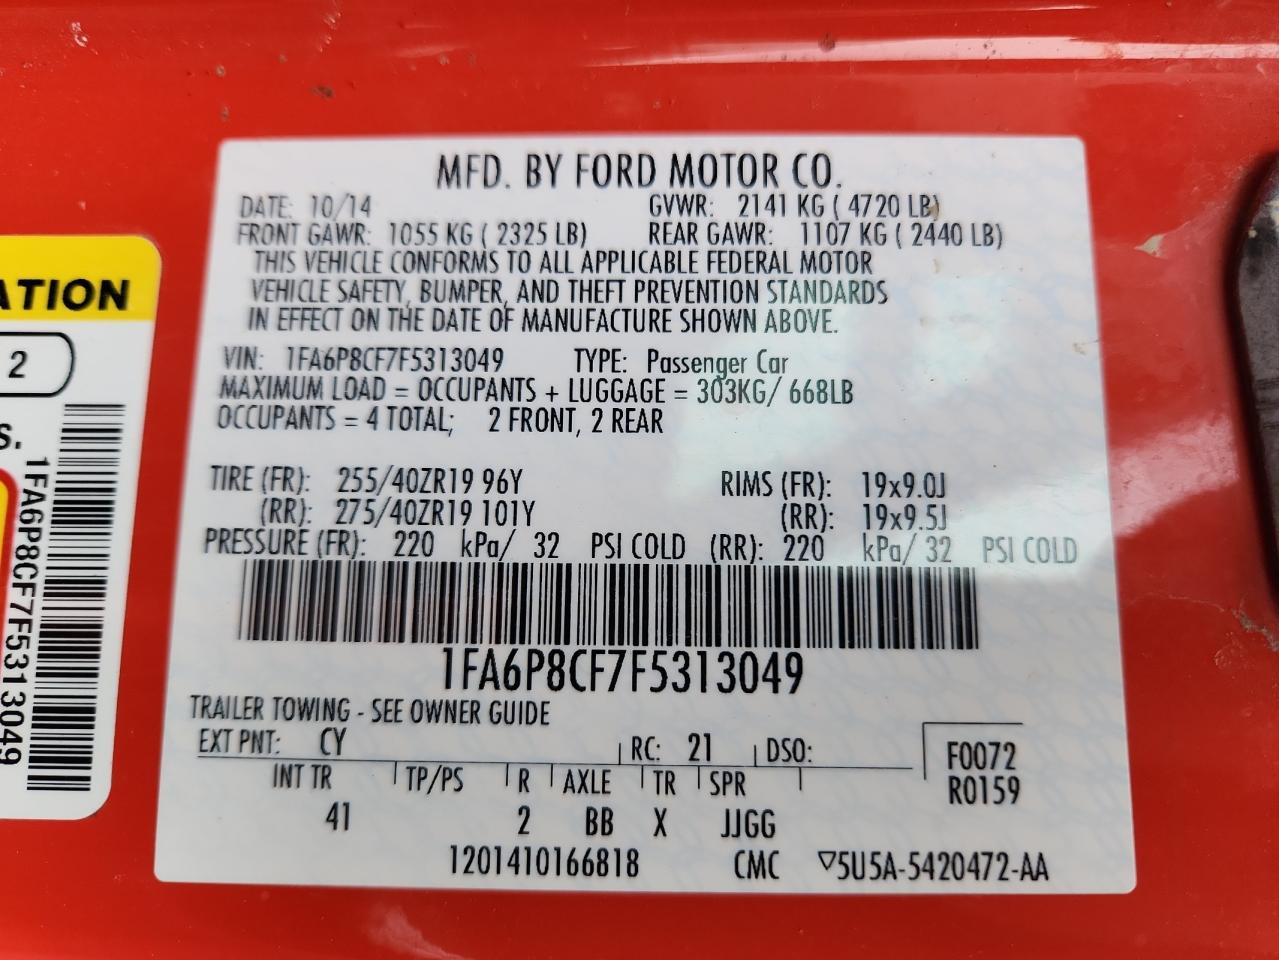 MFD. BY FORD MOTOR CO.
DATE: 10/14 GVWR: 2141 KG ( 4720 LB)
FRONT GAWR: 1055 KG ( 2325 LB) REAR GAWR: 1107 KG ( 2440 LB)
THIS VEHICLE CONFORMS TO ALL APPLICABLE FEDERAL MOTOR
VEHICLE SAFETY, BUMPER, AND THEFT PREVENTION STANDARDS
IN EFFECT ON THE DATE OF MANUFACTURE SHOWN ABOVE.
VIN: 1FA6P8CF7F5313049 TYPE: Passenger Car
MAXIMUM LOAD = OCCUPANTS + LUGGAGE = 303KG/ 668LB
OCCUPANTS = 4 TOTAL; 2 FRONT, 2 REAR
TIRE (FR): 255/40ZR19 96Y RIMS (FR): 19x9.0J
(RR): 275/40ZR19 101Y (RR): 19x9.5J
PRESSURE (FR): 220 kPa/ 32 PSI COLD (RR): 220 kPa/ 32 PSI COLD
1FA6P8CF7F5313049
TRAILER TOWING - SEE OWNER GUIDE
EXT PNT: CY RC: 21 DSO: F0072
INT TR TP/PS R AXLE TR SPR R0159
41 2 BB X JJGG
1201410166818 CMC ▽5U5A-5420472-AA
ATION
2
S.
1FA6P8CF7F5313049